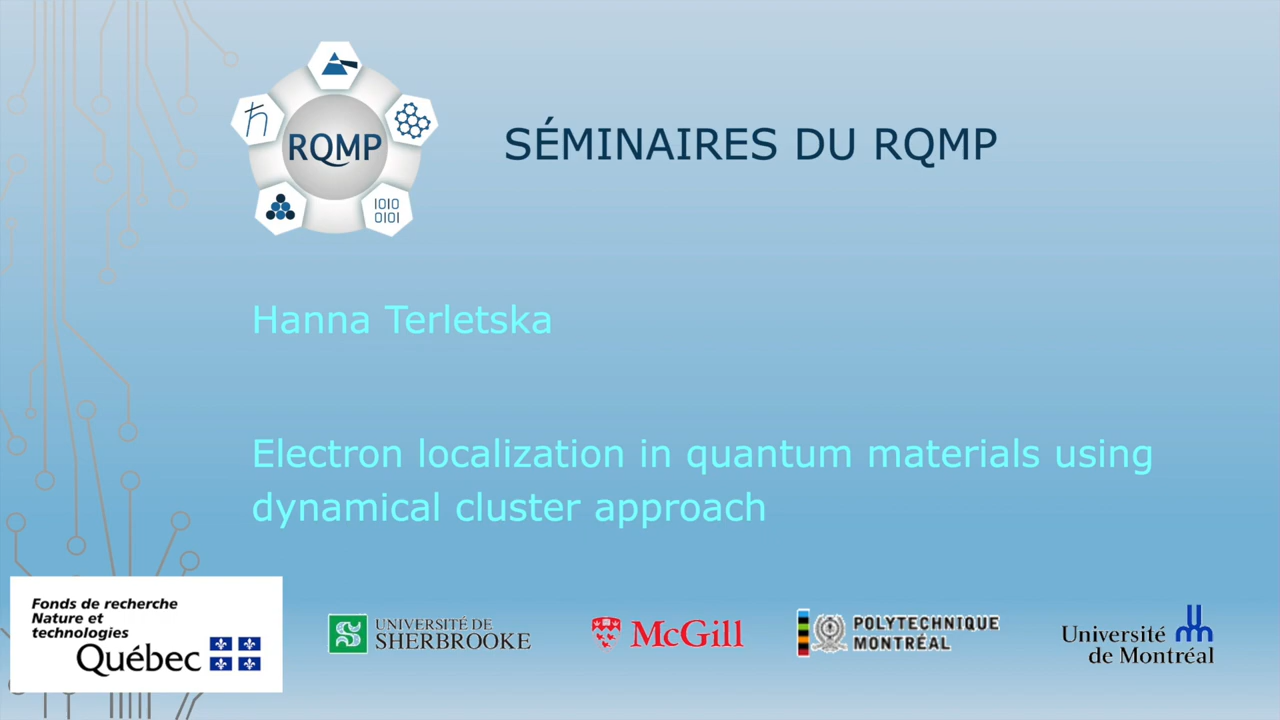 ħ
RQMP
1010
0101
SÉMINAIRES DU RQMP
Hanna Terletska
Electron localization in quantum materials using
dynamical cluster approach
Fonds de recherche
Nature et
technologies
Québec
UNIVERSITÉ DE
SHERBROOKE
McGill
POLYTECHNIQUE
MONTRÉAL
Université
de Montréal